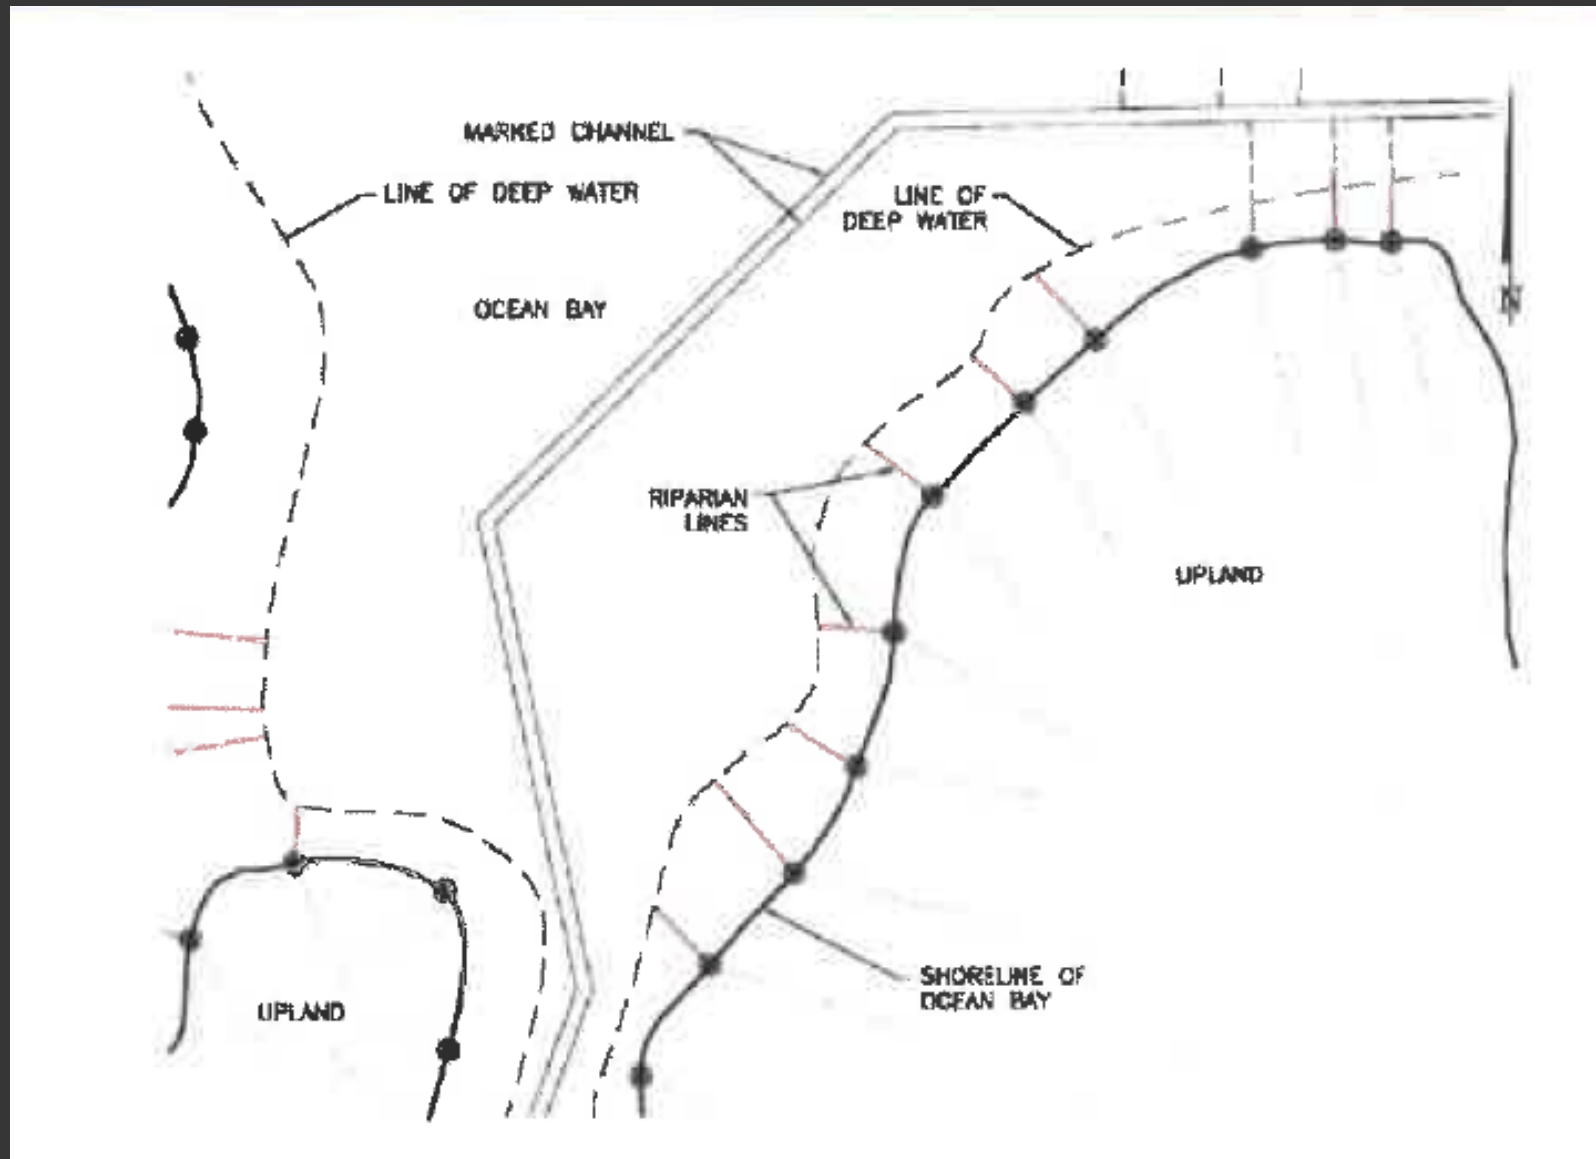 MARKED CHANNEL
LINE OF DEEP WATER
LINE OF
DEEP WATER
OCEAN BAY
N
RIPARIAN
LINES
UPLAND
SHORELINE OF
OCEAN BAY
UPLAND